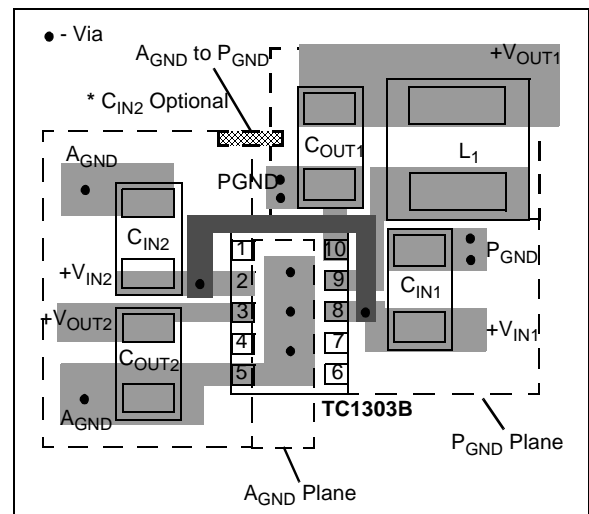 ● - Via
AGND to PGND
+VOUT1
* CIN2 Optional
AGND
COUT1
L1
PGND
CIN2
1
10
PGND
+VIN2
2
9
CIN1
+VOUT2
3
8
+VIN1
COUT2
4
7
5
6
AGND
TC1303B
PGND Plane
AGND Plane